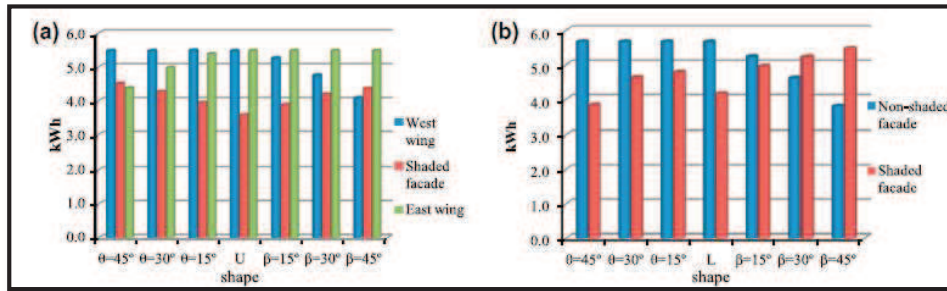 (a)
6.0
5.0
4.0
3.0
2.0
1.0
0.0
kWh
θ=45° θ=30° θ=15° U β=15° β=30° β=45°
shape
West wing
Shaded facade
East wing
(b)
6.0
5.0
4.0
3.0
2.0
1.0
0.0
kWh
θ=45° θ=30° θ=15° L β=15° β=30° β=45°
shape
Non-shaded facade
Shaded facade